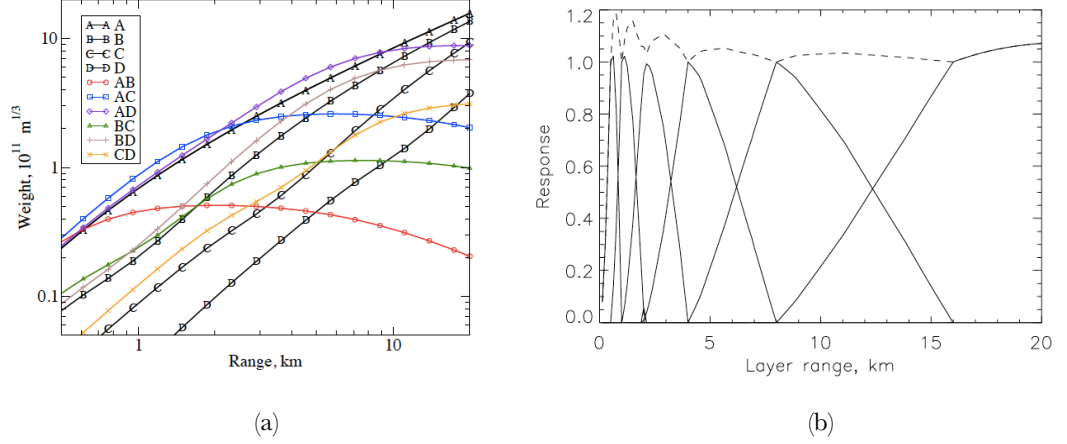 10
1
0.1
Weight, 10¹¹ m^1/3
A A A
B B B
C C C
D D D
AB
AC
AD
BC
BD
CD
1 10
Range, km
(a)
1.2
1.0
0.8
0.6
0.4
0.2
0.0
Response
0 5 10 15 20
Layer range, km
(b)